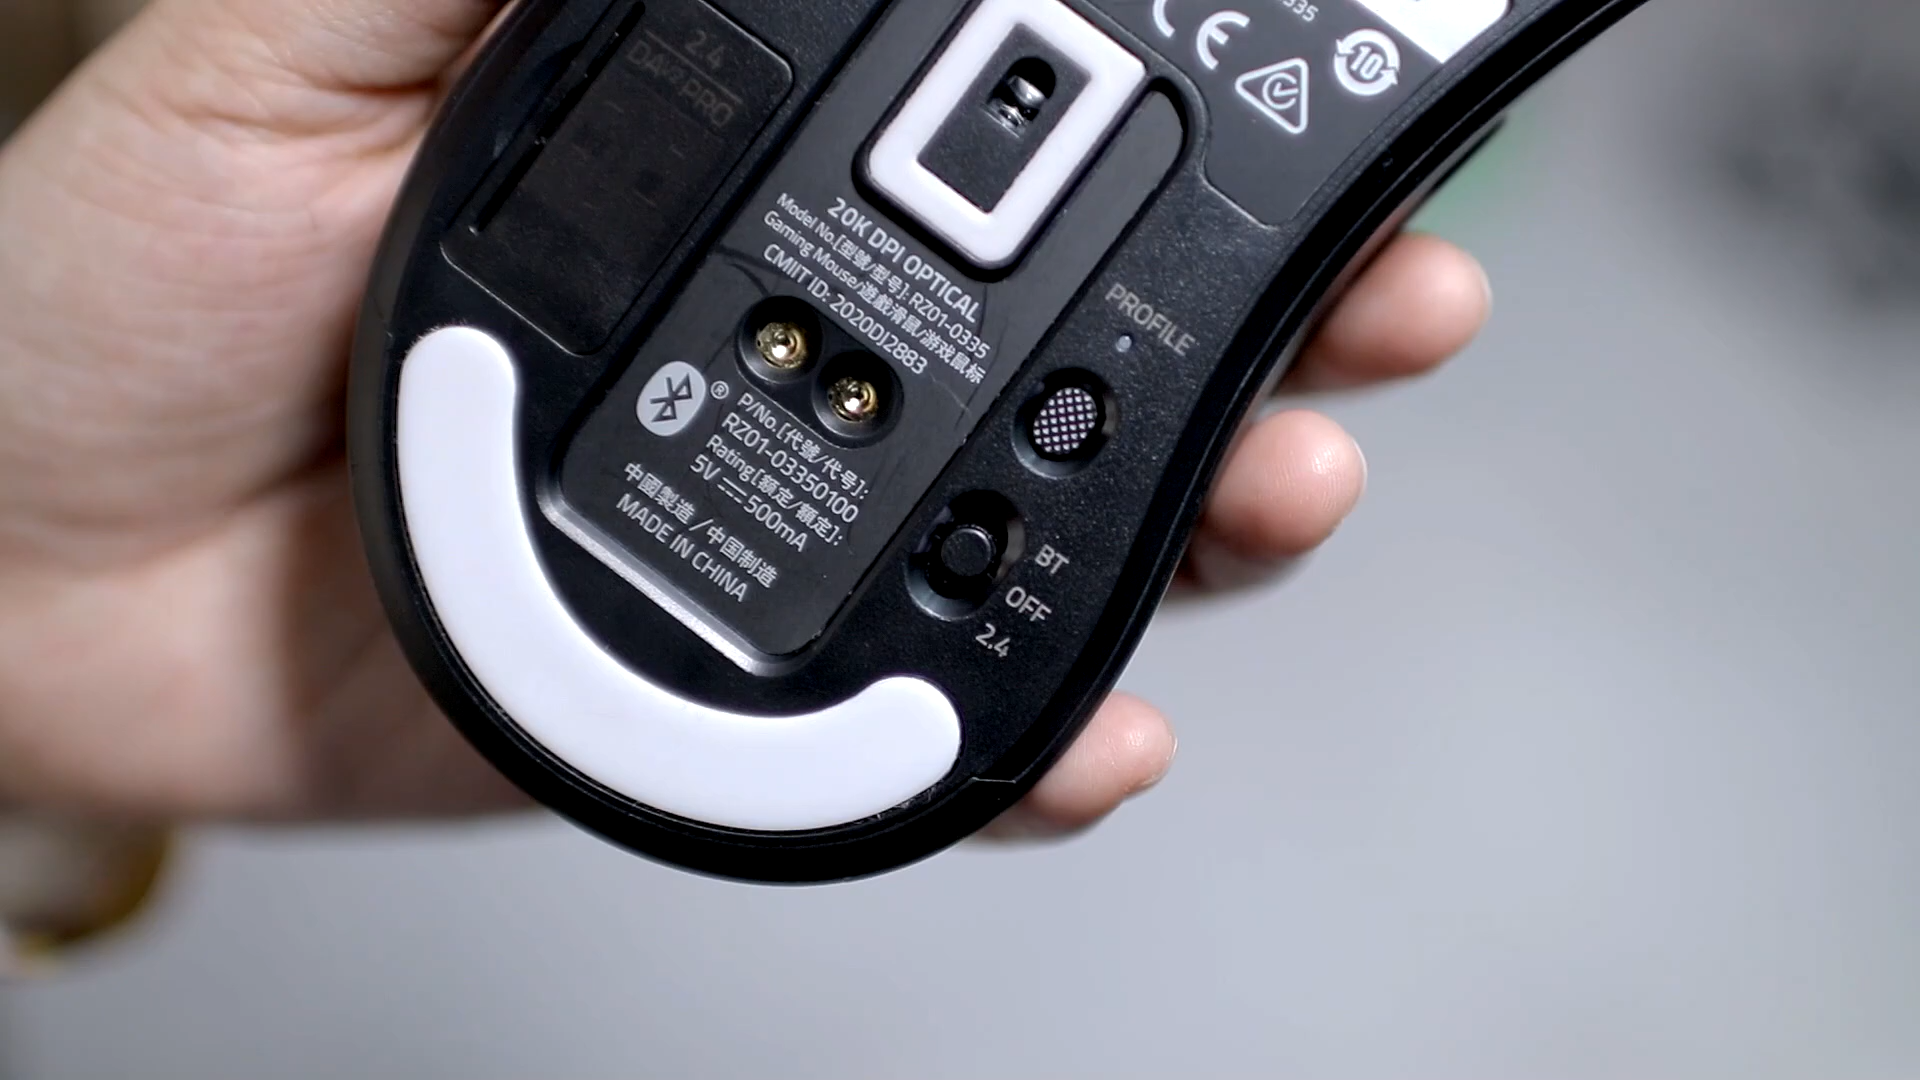 2.4
DAV PRO
335
CE
10
20K DPI OPTICAL
Model No.[型號/型号]: RZ01-0335
Gaming Mouse/遊戲滑鼠/游戏鼠标
CMIIT ID: 2020DJ2883
PROFILE
®
P/No.[代號/代号]:
RZ01-03350100
Rating[額定/额定]:
5V ⎓ 500mA
中國製造/中国制造
MADE IN CHINA
BT
OFF
2.4